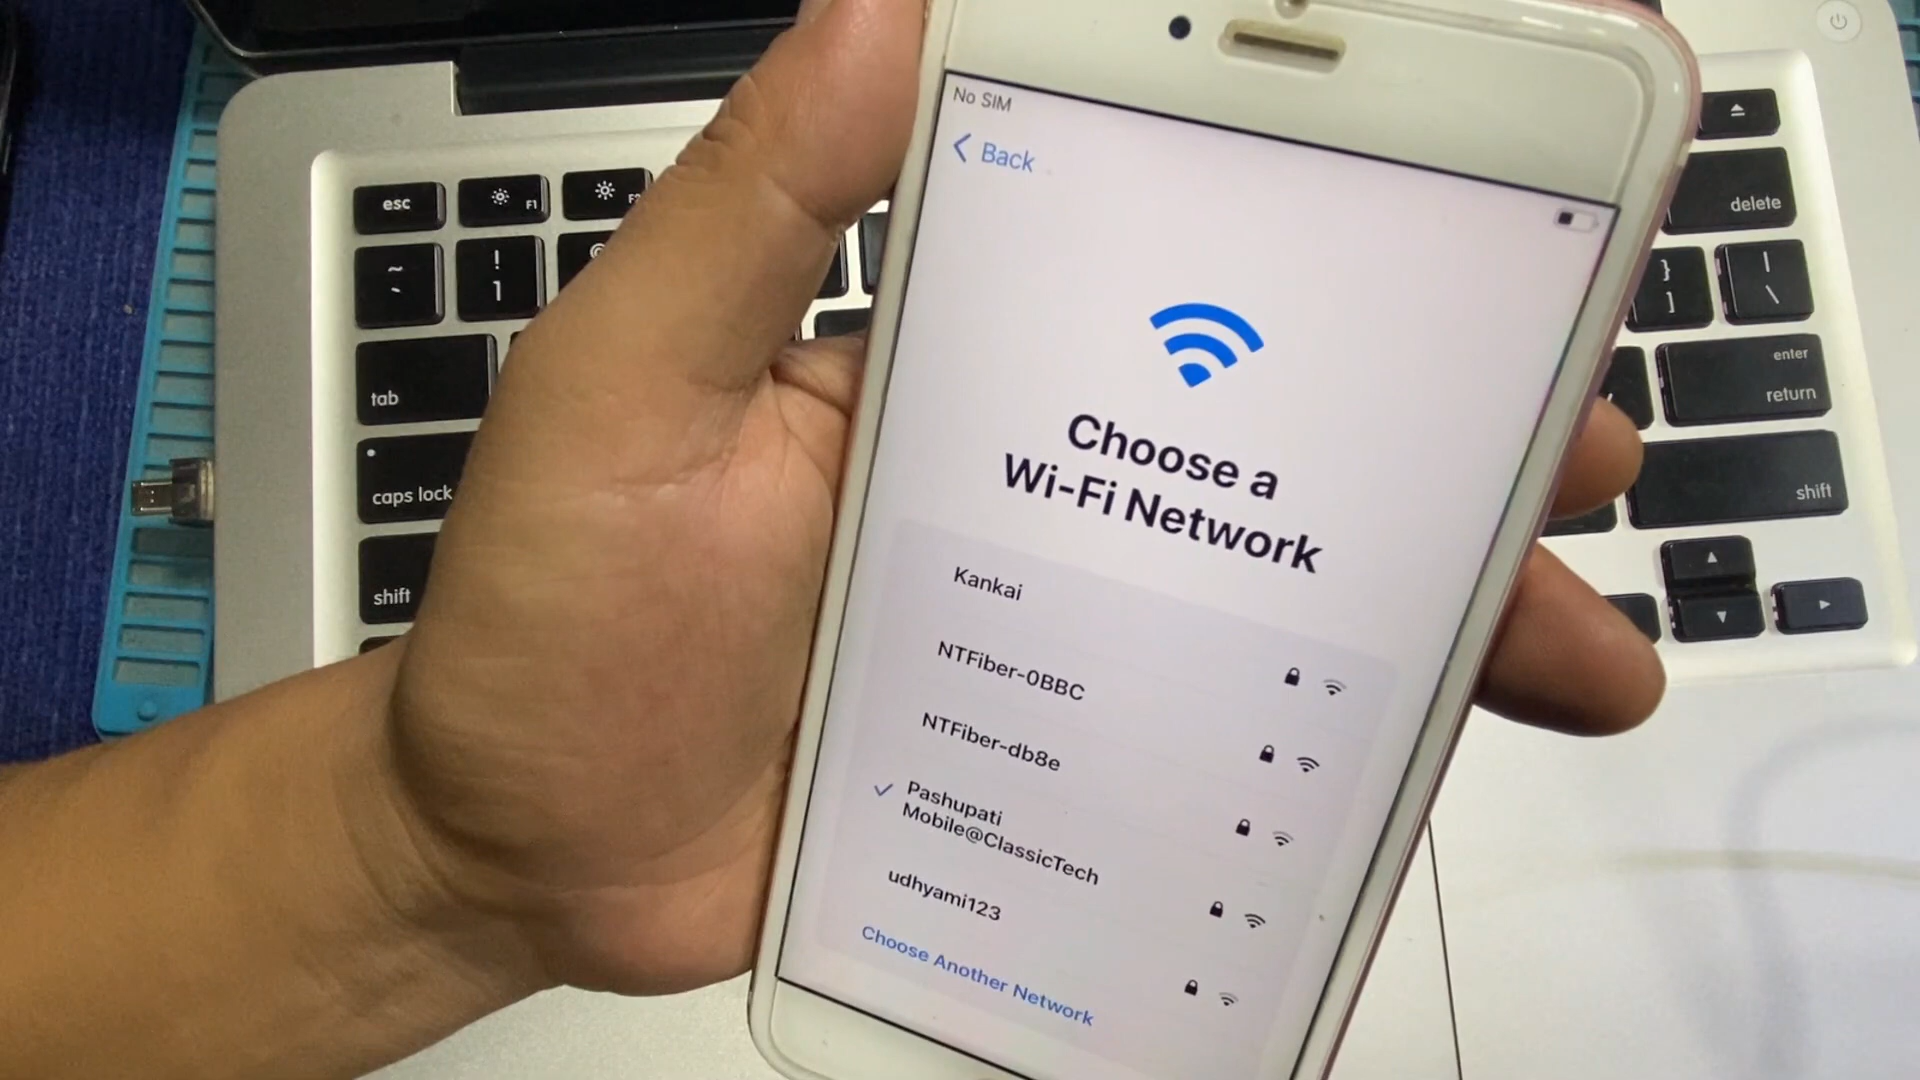 No SIM
Back
Choose a
Wi-Fi Network
Kankai
NTFiber-0BBC
NTFiber-db8e
Pashupati
Mobile@ClassicTech
udhyami123
Choose Another Network
esc
F1
~
`
!
1
tab
caps lock
shift
delete
}
]
|
\
enter
return
shift